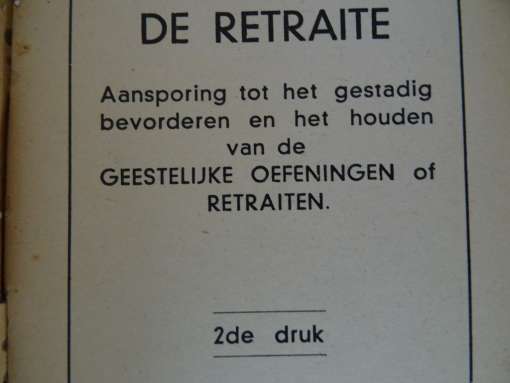 DE RETRAITE
Aansporing tot het gestadig
bevorderen en het houden
van de
GEESTELIJKE OEFENINGEN of
RETRAITEN.
2de druk